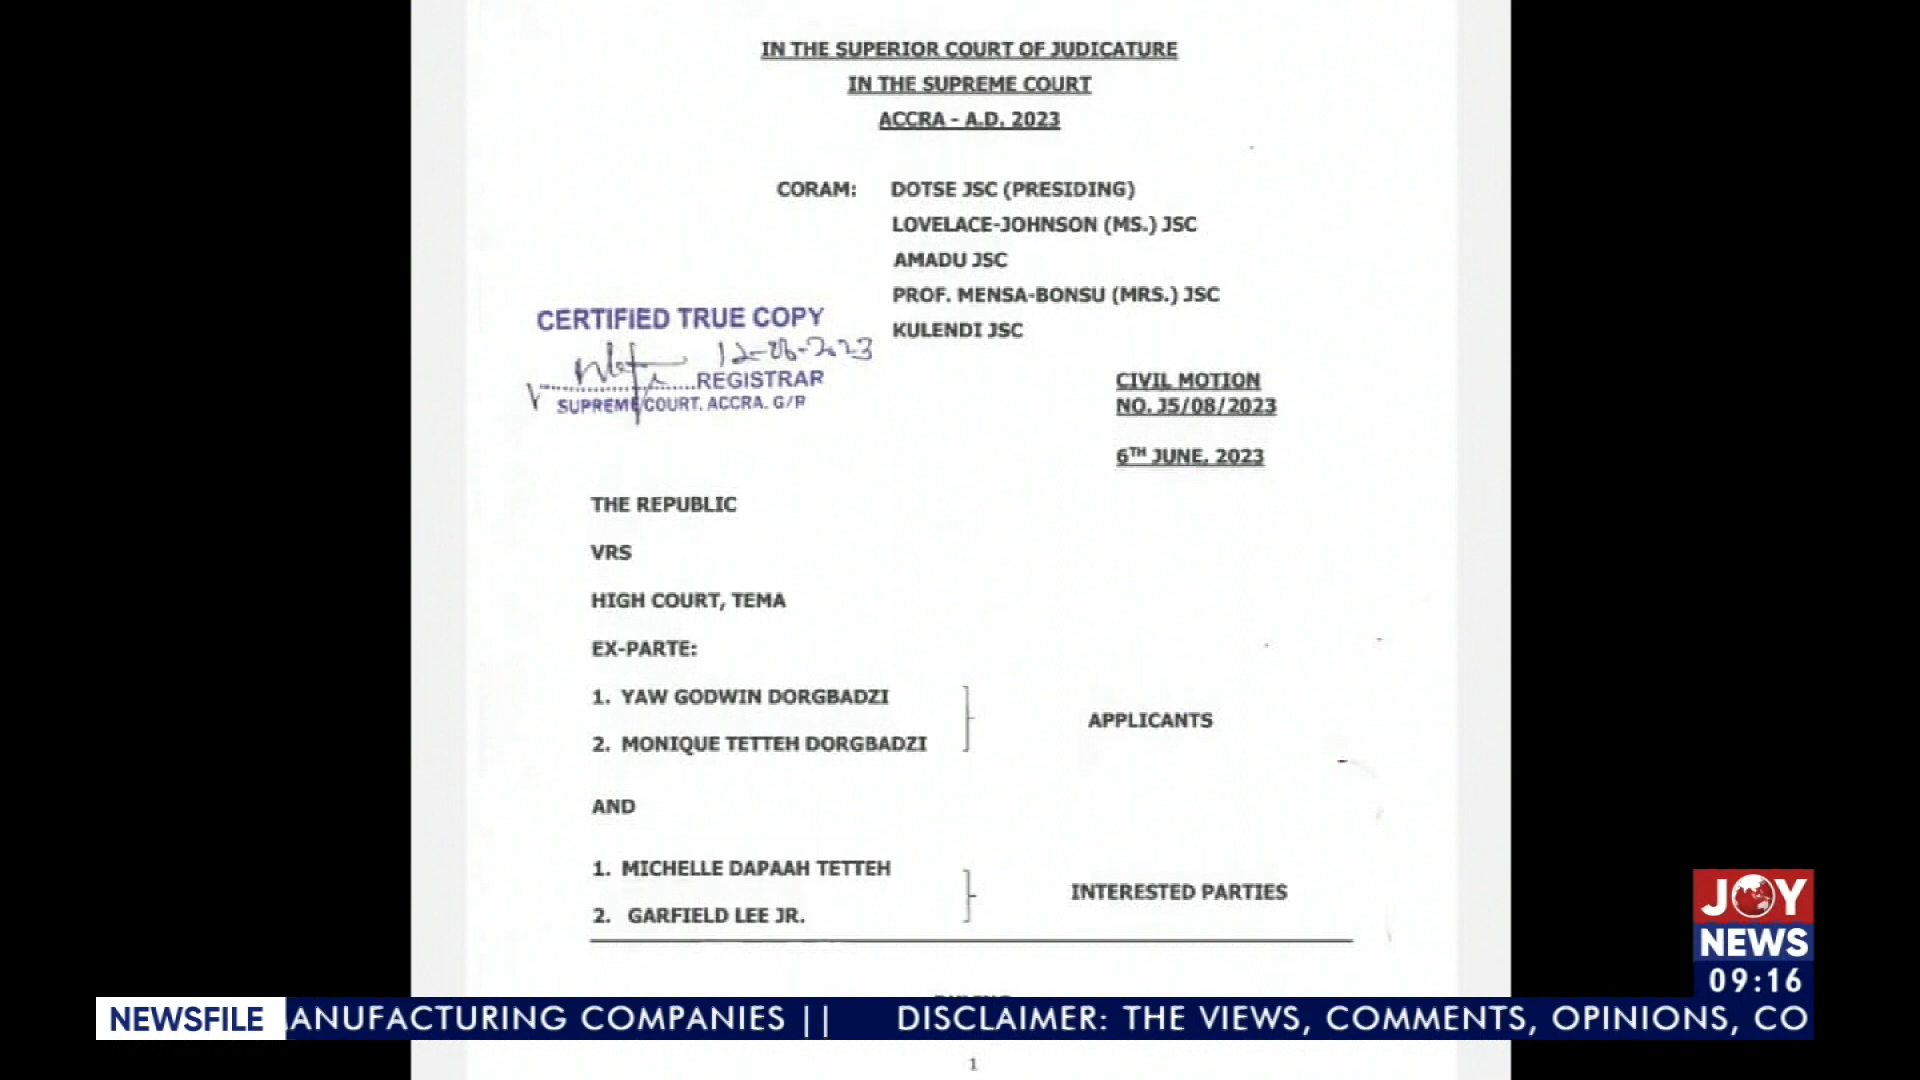 IN THE SUPERIOR COURT OF JUDICATURE
IN THE SUPREME COURT
ACCRA - A.D. 2023
CORAM: DOTSE JSC (PRESIDING)
LOVELACE-JOHNSON (MS.) JSC
AMADU JSC
PROF. MENSA-BONSU (MRS.) JSC
KULENDI JSC
CERTIFIED TRUE COPY
12-06-2023
REGISTRAR
SUPREME COURT, ACCRA. G/R
CIVIL MOTION
NO. J5/08/2023
6TH JUNE, 2023
THE REPUBLIC
VRS
HIGH COURT, TEMA
EX-PARTE:
1. YAW GODWIN DORGBADZI
2. MONIQUE TETTEH DORGBADZI
APPLICANTS
AND
1. MICHELLE DAPAAH TETTEH
2. GARFIELD LEE JR.
INTERESTED PARTIES
JOY
NEWS
09:16
NEWSFILE ANUFACTURING COMPANIES || DISCLAIMER: THE VIEWS, COMMENTS, OPINIONS, CO
1